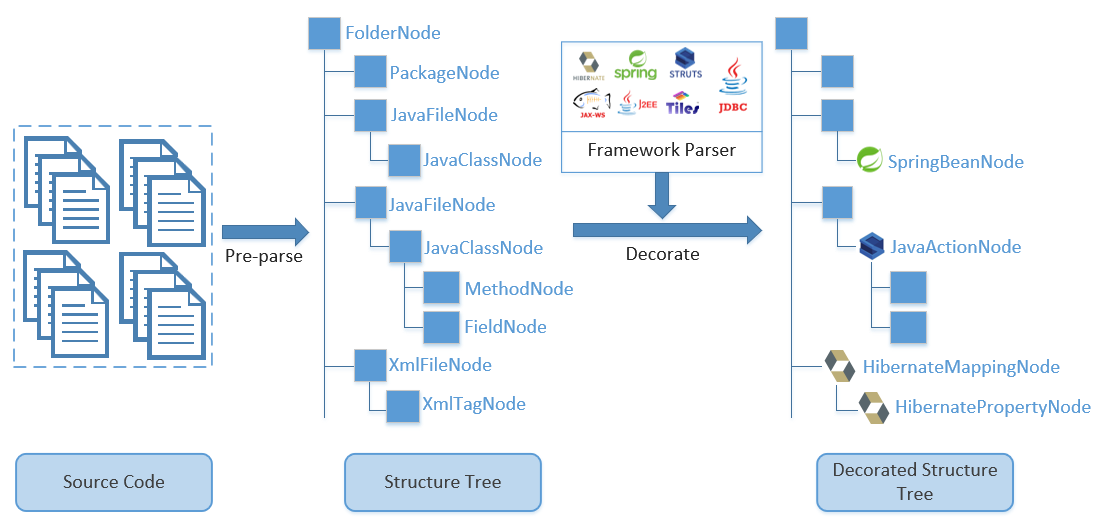 FolderNode
PackageNode
JavaFileNode
JavaClassNode
JavaFileNode
JavaClassNode
MethodNode
FieldNode
XmlFileNode
XmlTagNode
Pre-parse
HIBERNATE
spring
STRUTS
JAX-WS
J2EE
Tiles
JDBC
Framework Parser
Decorate
SpringBeanNode
JavaActionNode
HibernateMappingNode
HibernatePropertyNode
Source Code
Structure Tree
Decorated Structure
Tree